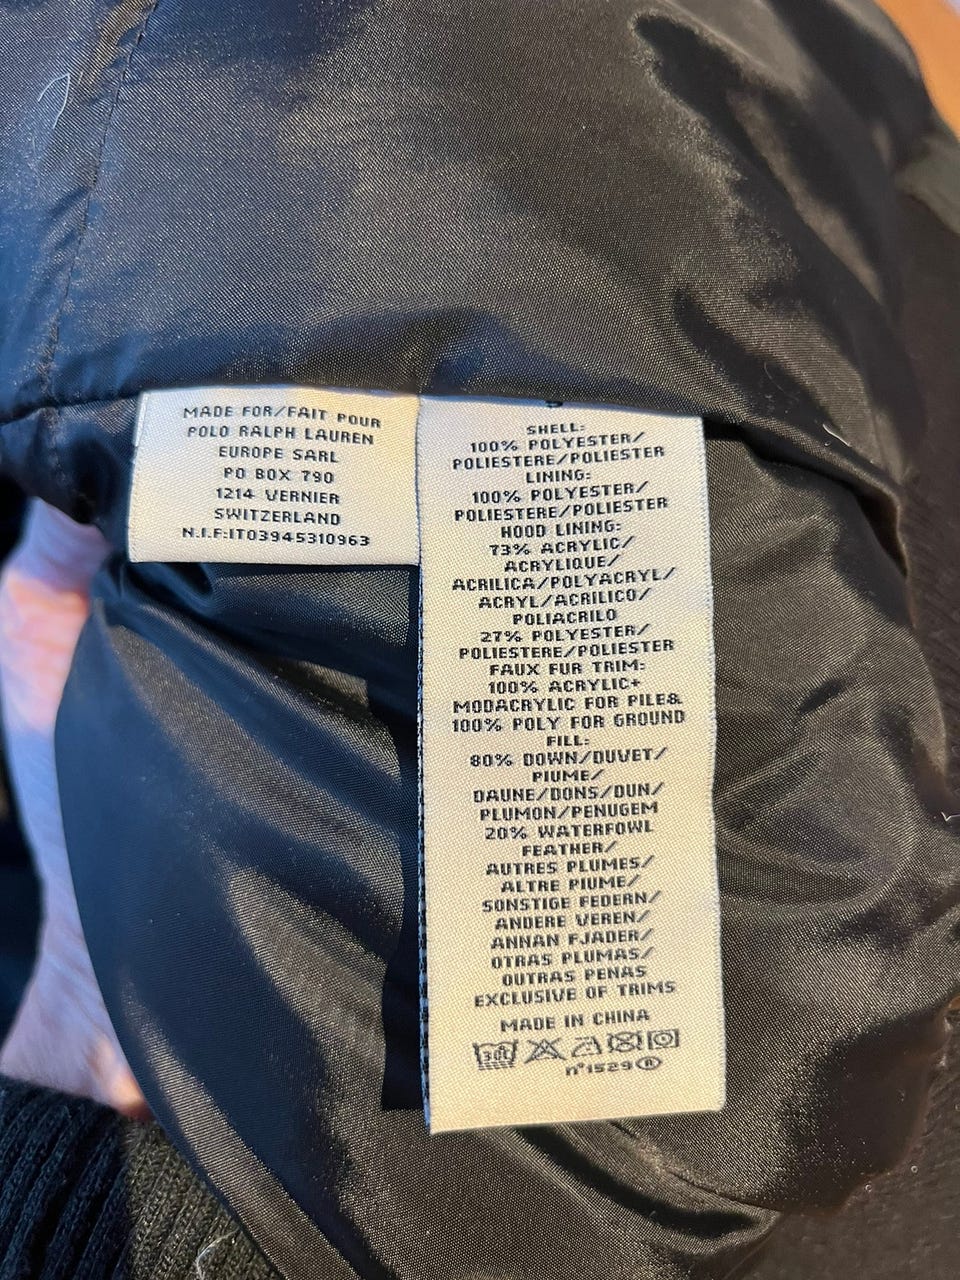 MADE FOR/FAIT POUR
POLO RALPH LAUREN
EUROPE SARL
PO BOX 790
1214 VERNIER
SWITZERLAND
N.I.F:IT03945310963
SHELL:
100% POLYESTER/
POLIESTERE/POLIESTER
LINING:
100% POLYESTER/
POLIESTERE/POLIESTER
HOOD LINING:
73% ACRYLIC/
ACRYLIQUE/
ACRILICA/POLYACRYL/
ACRYL/ACRILICO/
POLIACRILO
27% POLYESTER/
POLIESTERE/POLIESTER
FAUX FUR TRIM:
100% ACRYLIC+
MODACRYLIC FOR PILE&
100% POLY FOR GROUND
FILL:
80% DOWN/DUVET/
PIUME/
DAUNE/DONS/DUN/
PLUMON/PENUGEM
20% WATERFOWL
FEATHER/
AUTRES PLUMES/
ALTRE PIUME/
SONSTIGE FEDERN/
ANDERE VEREN/
ANNAN FJADER/
OTRAS PLUMAS/
OUTRAS PENAS
EXCLUSIVE OF TRIMS
MADE IN CHINA
n°1529®